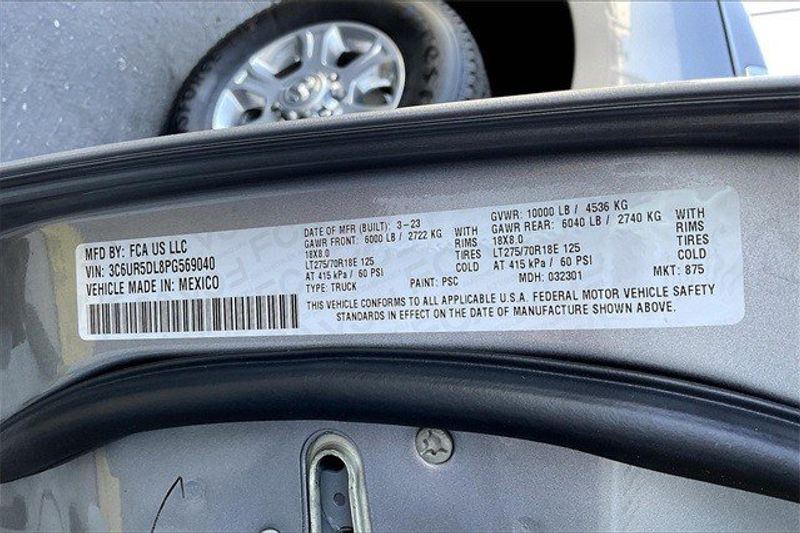 MFD BY: FCA US LLC
VIN: 3C6UR5DL8PG569040
VEHICLE MADE IN: MEXICO
DATE OF MFR (BUILT): 3-23
GAWR FRONT: 6000 LB / 2722 KG WITH
18X8.0 RIMS
LT275/70R18E 125 TIRES
AT 415 kPa / 60 PSI COLD
TYPE: TRUCK PAINT: PSC
GVWR: 10000 LB / 4536 KG
GAWR REAR: 6040 LB / 2740 KG WITH
18X8.0 RIMS
LT275/70R18E 125 TIRES
AT 415 kPa / 60 PSI COLD
MDH: 032301 MKT: 875
THIS VEHICLE CONFORMS TO ALL APPLICABLE U.S.A. FEDERAL MOTOR VEHICLE SAFETY
STANDARDS IN EFFECT ON THE DATE OF MANUFACTURE SHOWN ABOVE.